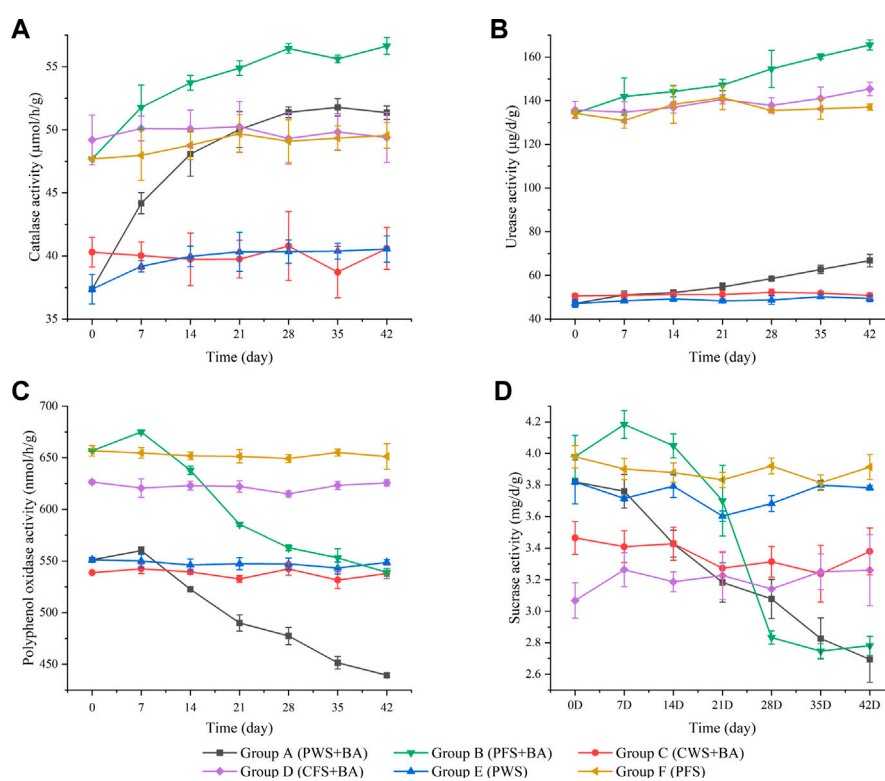 A
Catalase activity (μmol/h/g)
55
50
45
40
35
0 7 14 21 28 35 42
Time (day)
B
Urease activity (μg/d/g)
160
140
120
100
80
60
40
0 7 14 21 28 35 42
Time (day)
C
Polyphenol oxidase activity (nmol/h/g)
700
650
600
550
500
450
0 7 14 21 28 35 42
Time (day)
D
Sucrase activity (mg/d/g)
4.2
4.0
3.8
3.6
3.4
3.2
3.0
2.8
2.6
0D 7D 14D 21D 28D 35D 42D
Time (day)
Group A (PWS+BA) Group B (PFS+BA) Group C (CWS+BA)
Group D (CFS+BA) Group E (PWS) Group F (PFS)